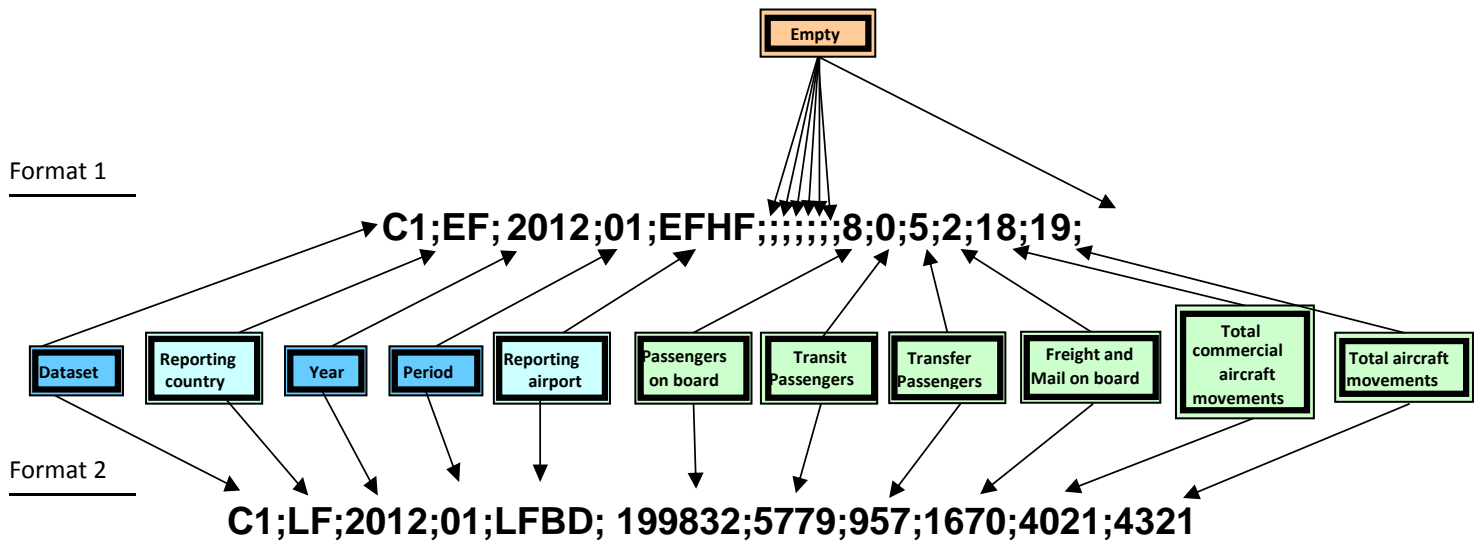 Empty
Format 1
C1;EF; 2012;01;EFHF;;;;;;;8;0;5;2;18;19;
Dataset
Reporting
country
Year
Period
Reporting
airport
Passengers
on board
Transit
Passengers
Transfer
Passengers
Freight and
Mail on board
Total
commercial
aircraft
movements
Total aircraft
movements
Format 2
C1;LF;2012;01;LFBD; 199832;5779;957;1670;4021;4321